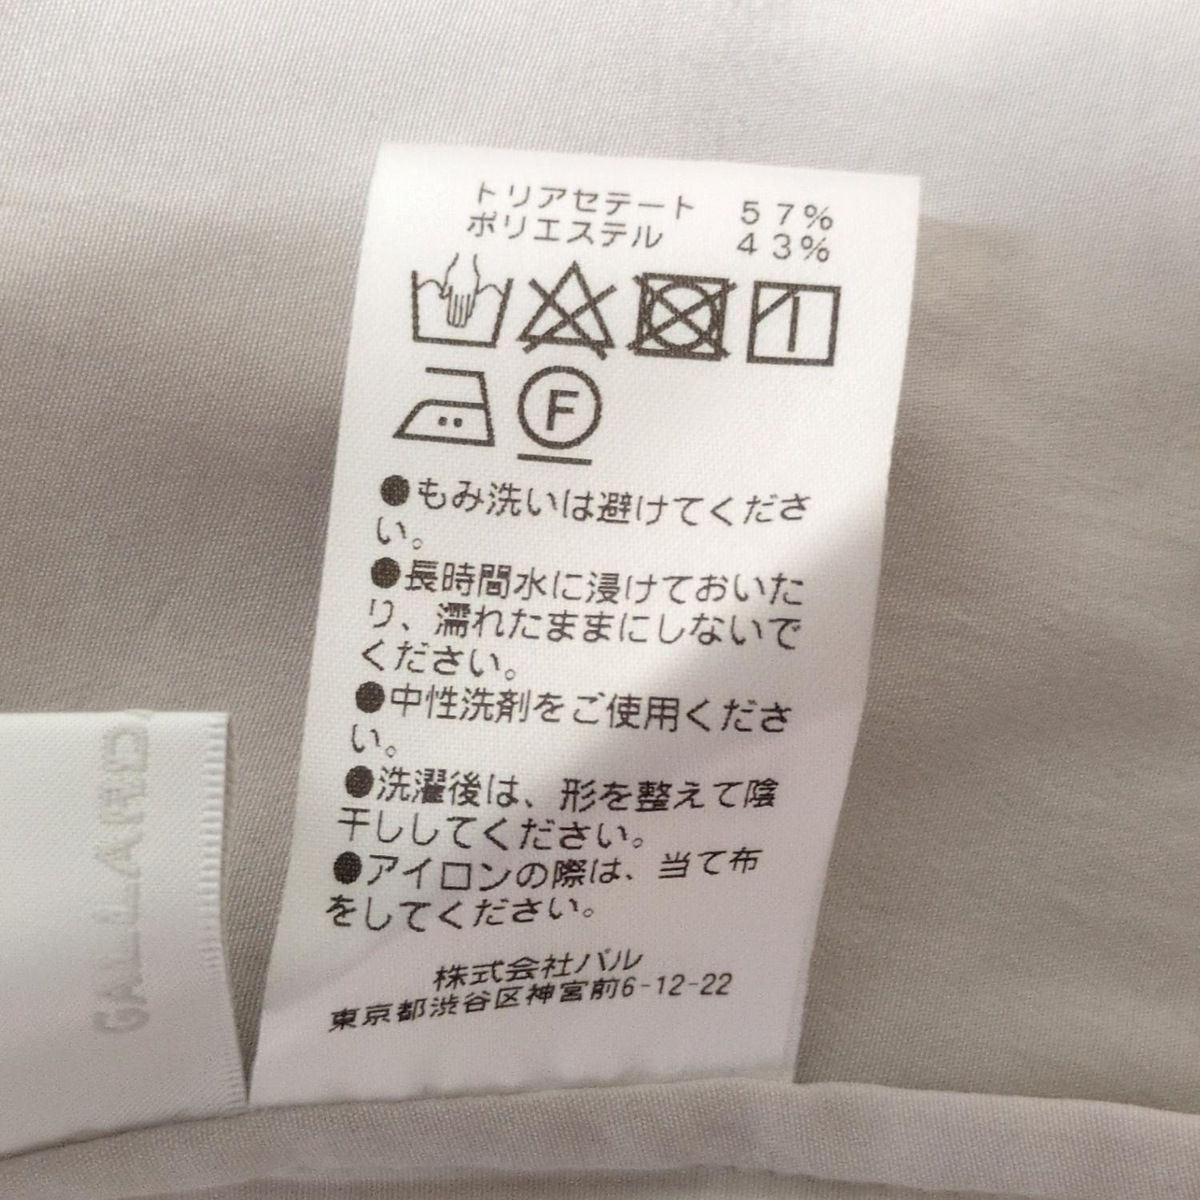 トリアセテート 57%
ポリエステル 43%
F
●もみ洗いは避けてくださ
い。
●長時間水に浸けておいた
り、濡れたままにしないで
ください。
●中性洗剤をご使用くださ
い。
●洗濯後は、形を整えて陰
干ししてください。
●アイロンの際は、当て布
をしてください。
株式会社パル
東京都渋谷区神宮前6-12-22